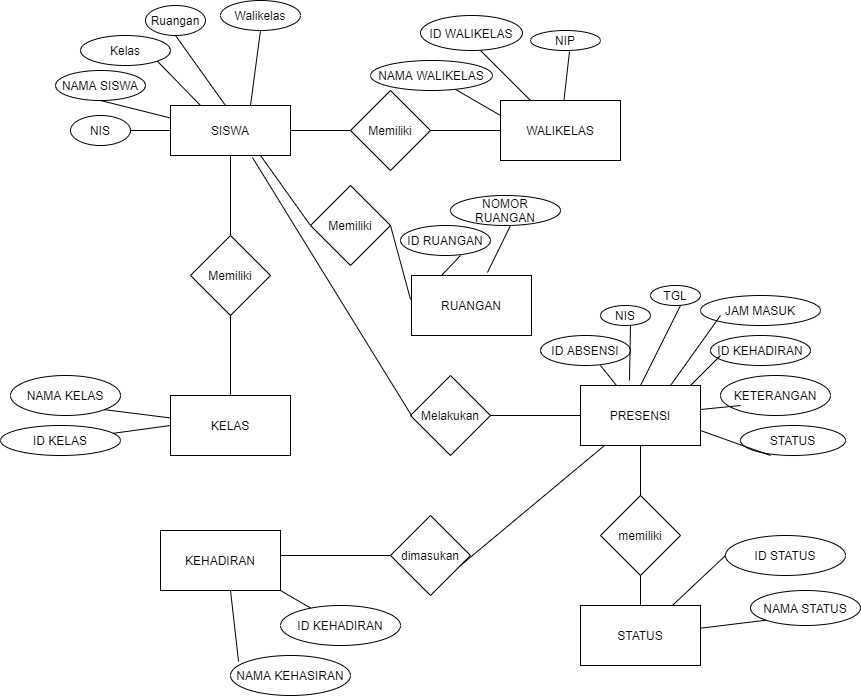 Ruangan
Walikelas
Kelas
NAMA SISWA
NIS
SISWA
Memiliki
ID WALIKELAS
NIP
NAMA WALIKELAS
WALIKELAS
Memiliki
NOMOR
RUANGAN
ID RUANGAN
RUANGAN
Memiliki
NAMA KELAS
ID KELAS
KELAS
Melakukan
TGL
NIS
JAM MASUK
ID ABSENSI
ID KEHADIRAN
KETERANGAN
STATUS
PRESENSI
KEHADIRAN
dimasukan
memiliki
ID STATUS
NAMA STATUS
STATUS
ID KEHADIRAN
NAMA KEHASIRAN